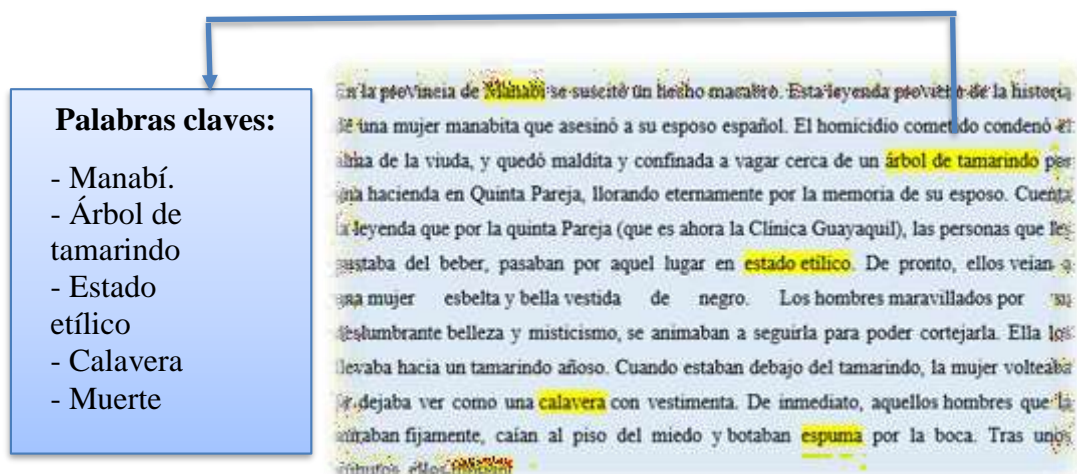 Palabras claves:
- Manabí.
- Árbol de
tamarindo
- Estado
etílico
- Calavera
- Muerte
En la provincia de Manabí se suscitó un hecho macabro. Esta leyenda proviene de la historia
de una mujer manabita que asesinó a su esposo español. El homicidio cometido condenó el
alma de la viuda, y quedó maldita y confinada a vagar cerca de un árbol de tamarindo por
una hacienda en Quinta Pareja, llorando eternamente por la memoria de su esposo. Cuenta
la leyenda que por la quinta Pareja (que es ahora la Clínica Guayaquil), las personas que les
gustaba del beber, pasaban por aquel lugar en estado etílico. De pronto, ellos veían a
una mujer esbelta y bella vestida de negro. Los hombres maravillados por su
deslumbrante belleza y misticismo, se animaban a seguirla para poder cortejarla. Ella los
llevaba hacia un tamarindo añoso. Cuando estaban debajo del tamarindo, la mujer volteaba
dejaba ver como una calavera con vestimenta. De inmediato, aquellos hombres que la
miraban fijamente, caían al piso del miedo y botaban espuma por la boca. Tras unos
minutos, ellos